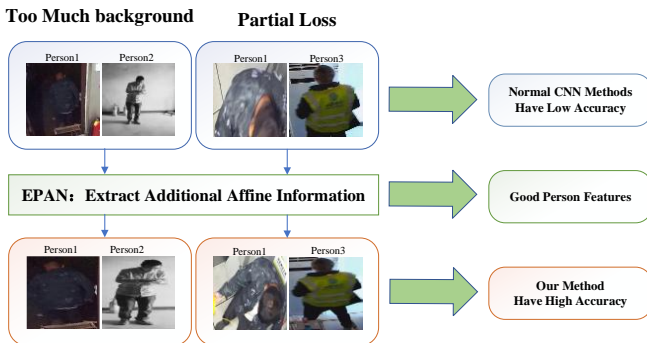 Too Much background
Partial Loss
Person1
Person2
Person1
Person3
Normal CNN Methods
Have Low Accuracy
EPAN：Extract Additional Affine Information
Good Person Features
Person1
Person2
Person1
Person3
Our Method
Have High Accuracy